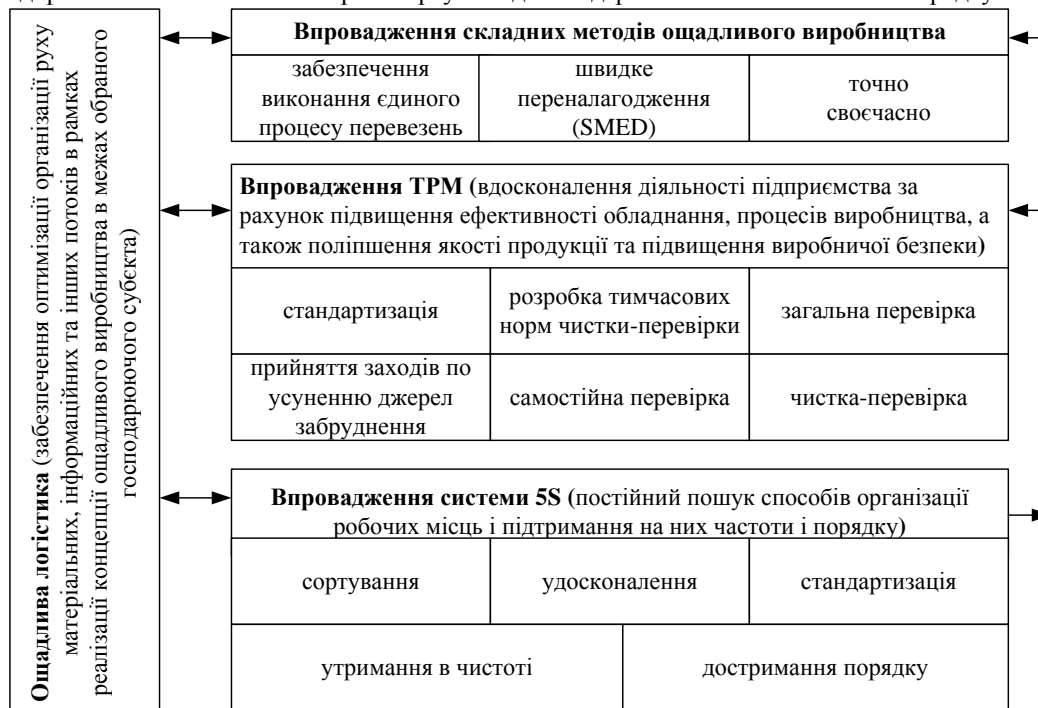 Ощадлива логістика (забезпечення оптимізації організації руху
матеріальних, інформаційних та інших потоків в рамках
реалізації концепції ощадливого виробництва в межах обраного
господарюючого субєкта)
Впровадження складних методів ощадливого виробництва
забезпечення
виконання єдиного
процесу перевезень
швидке
переналагодження
(SMED)
точно
своєчасно
Впровадження ТРМ (вдосконалення діяльності підприємства за
рахунок підвищення ефективності обладнання, процесів виробництва, а
також поліпшення якості продукції та підвищення виробничої безпеки)
стандартизація
розробка тимчасових
норм чистки-перевірки
загальна перевірка
прийняття заходів по
усуненню джерел
забруднення
самостійна перевірка
чистка-перевірка
Впровадження системи 5S (постійний пошук способів організації
робочих місць і підтримання на них частоти і порядку)
сортування
удосконалення
стандартизація
утримання в чистоті
достримання порядку